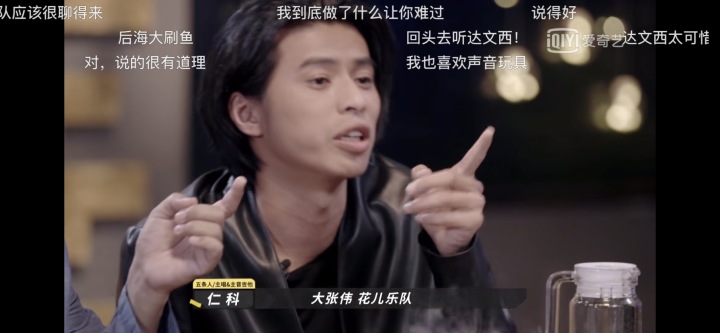 队应该很聊得来
我到底做了什么让你难过
说得好
后海大刷鱼
回头去听达文西！
iQIYI 爱奇艺
达文西太可惜
对，说的很有道理
我也喜欢声音玩具
五条人/主唱&主音吉他
仁科
大张伟 花儿乐队